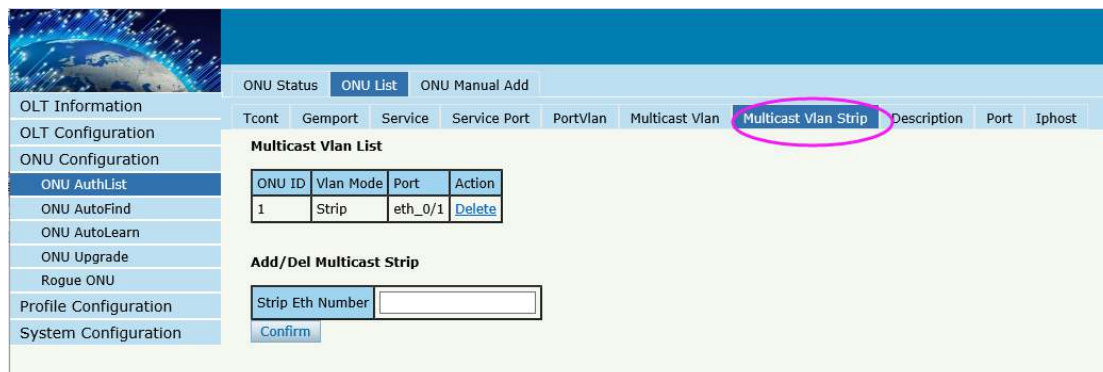 ONU Status ONU List ONU Manual Add
OLT Information
OLT Configuration
ONU Configuration
ONU AuthList
ONU AutoFind
ONU AutoLearn
ONU Upgrade
Rogue ONU
Profile Configuration
System Configuration
Tcont Gemport Service Service Port PortVlan Multicast Vlan Multicast Vlan Strip Description Port Iphost
Multicast Vlan List
ONU ID Vlan Mode Port Action
1 Strip eth_0/1 Delete
Add/Del Multicast Strip
Strip Eth Number
Confirm